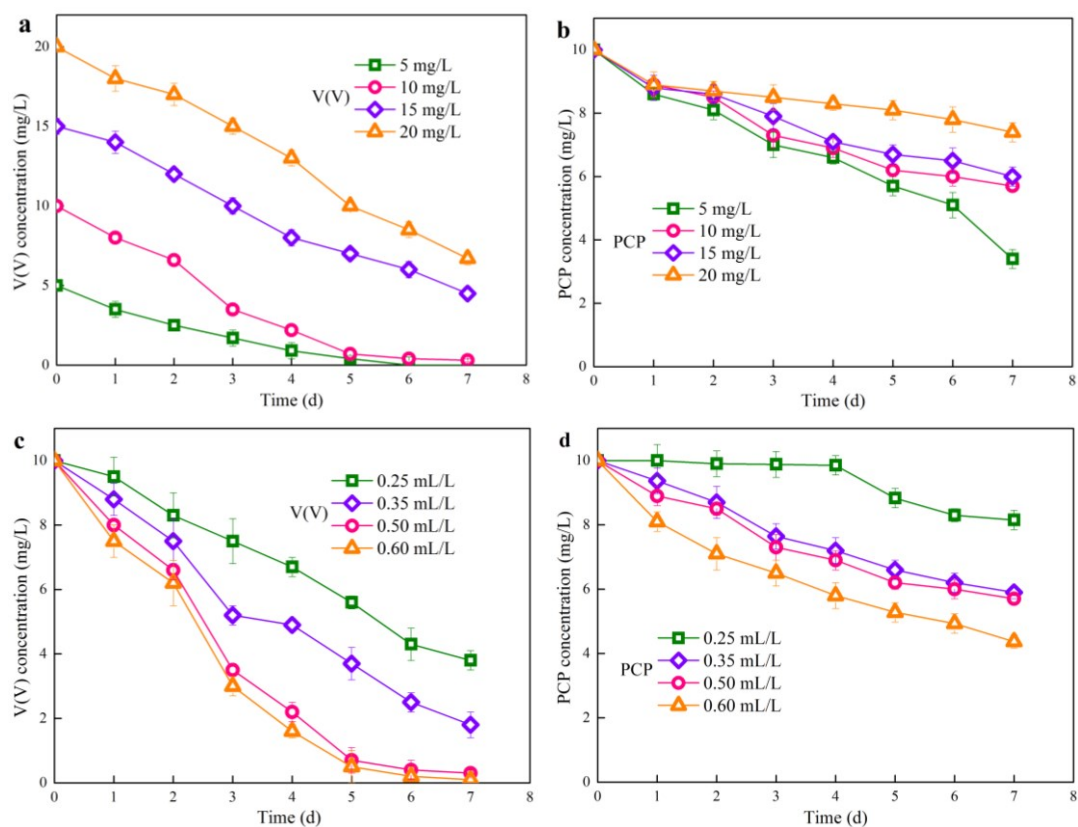 a
V(V) concentration (mg/L)
20
15
10
5
0
V(V)
5 mg/L
10 mg/L
15 mg/L
20 mg/L
0 1 2 3 4 5 6 7 8
Time (d)
b
PCP concentration (mg/L)
10
8
6
4
2
0
PCP
5 mg/L
10 mg/L
15 mg/L
20 mg/L
0 1 2 3 4 5 6 7 8
Time (d)
c
V(V) concentration (mg/L)
10
8
6
4
2
0
V(V)
0.25 mL/L
0.35 mL/L
0.50 mL/L
0.60 mL/L
0 1 2 3 4 5 6 7 8
Time (d)
d
PCP concentration (mg/L)
10
8
6
4
2
0
PCP
0.25 mL/L
0.35 mL/L
0.50 mL/L
0.60 mL/L
0 1 2 3 4 5 6 7 8
Time (d)